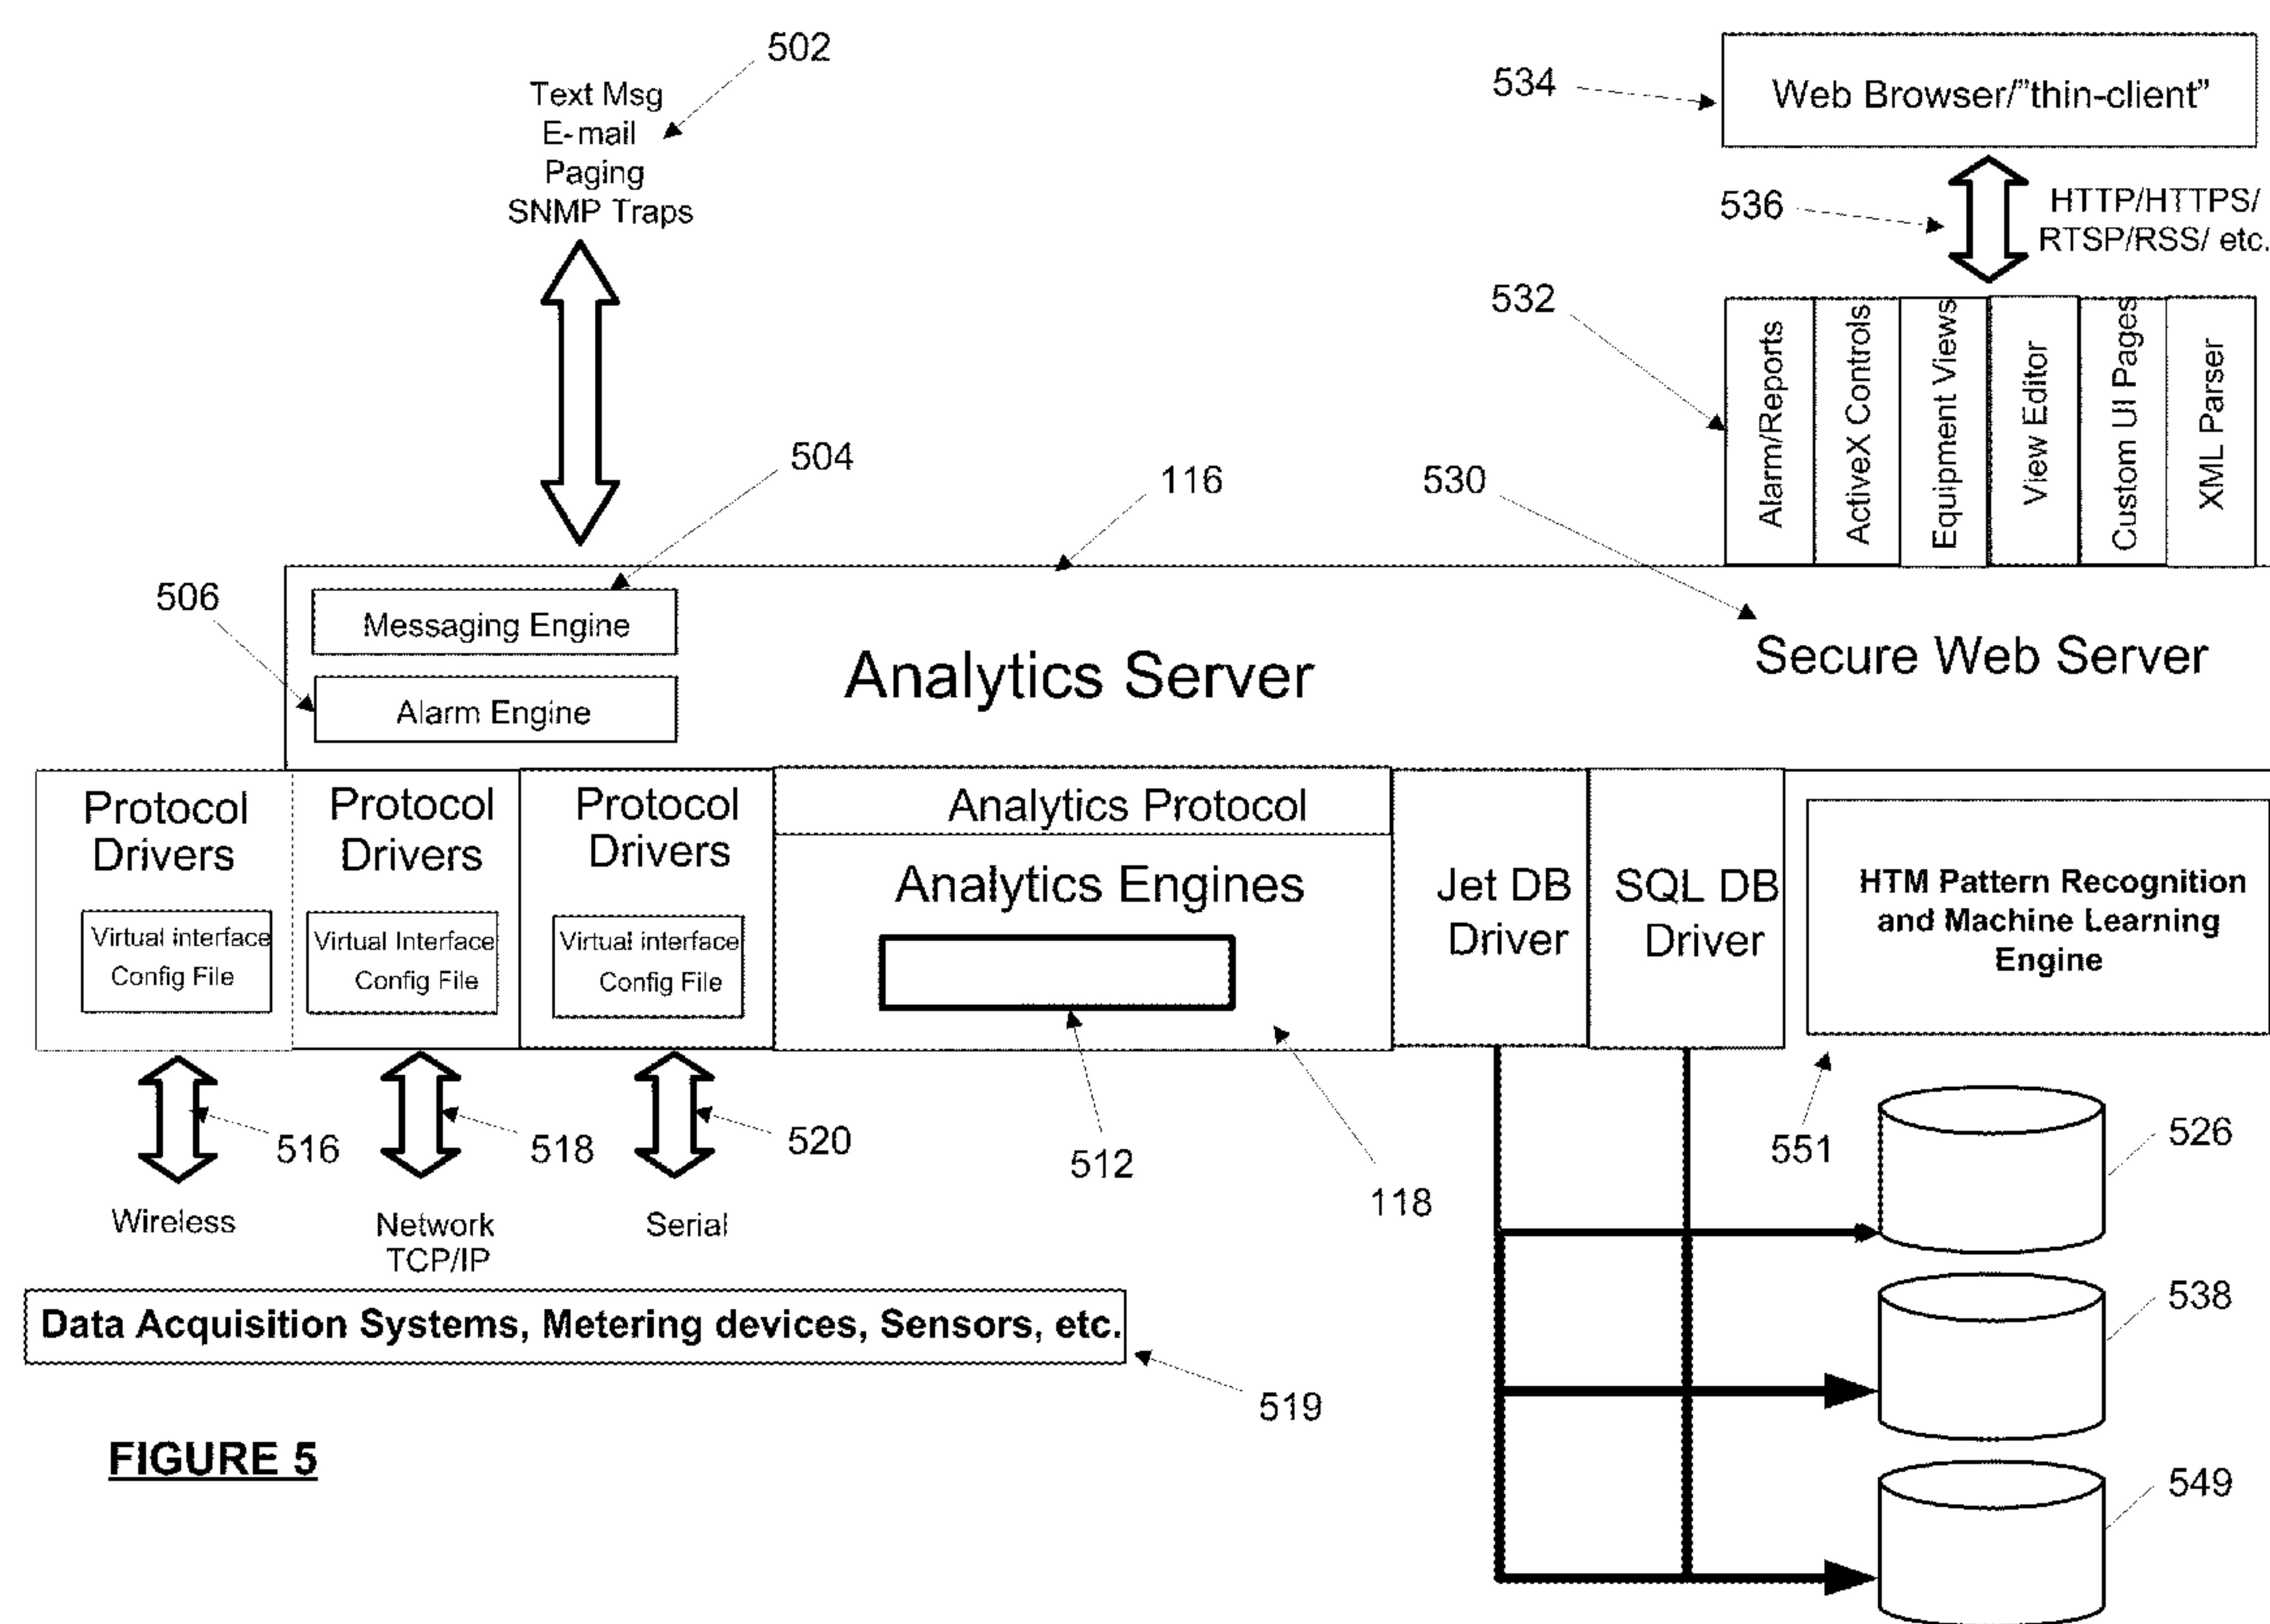 502
Text Msg
E-mail
Paging
SNMP Traps
534
Web Browser/"thin-client"
536
HTTP/HTTPS/
RTSP/RSS/ etc.
532
Alarm/Reports
ActiveX Controls
Equipment Views
View Editor
Custom UI Pages
XML Parser
504
116
530
506
Messaging Engine
Alarm Engine
Analytics Server
Secure Web Server
Protocol
Drivers
Virtual interface
Config File
Protocol
Drivers
Virtual Interface
Config File
Protocol
Drivers
Virtual interface
Config File
Analytics Protocol
Analytics Engines
Jet DB
Driver
SQL DB
Driver
HTM Pattern Recognition
and Machine Learning
Engine
516
518
520
512
118
551
526
538
549
Wireless
Network
TCP/IP
Serial
Data Acquisition Systems, Metering devices, Sensors, etc.
519
FIGURE 5